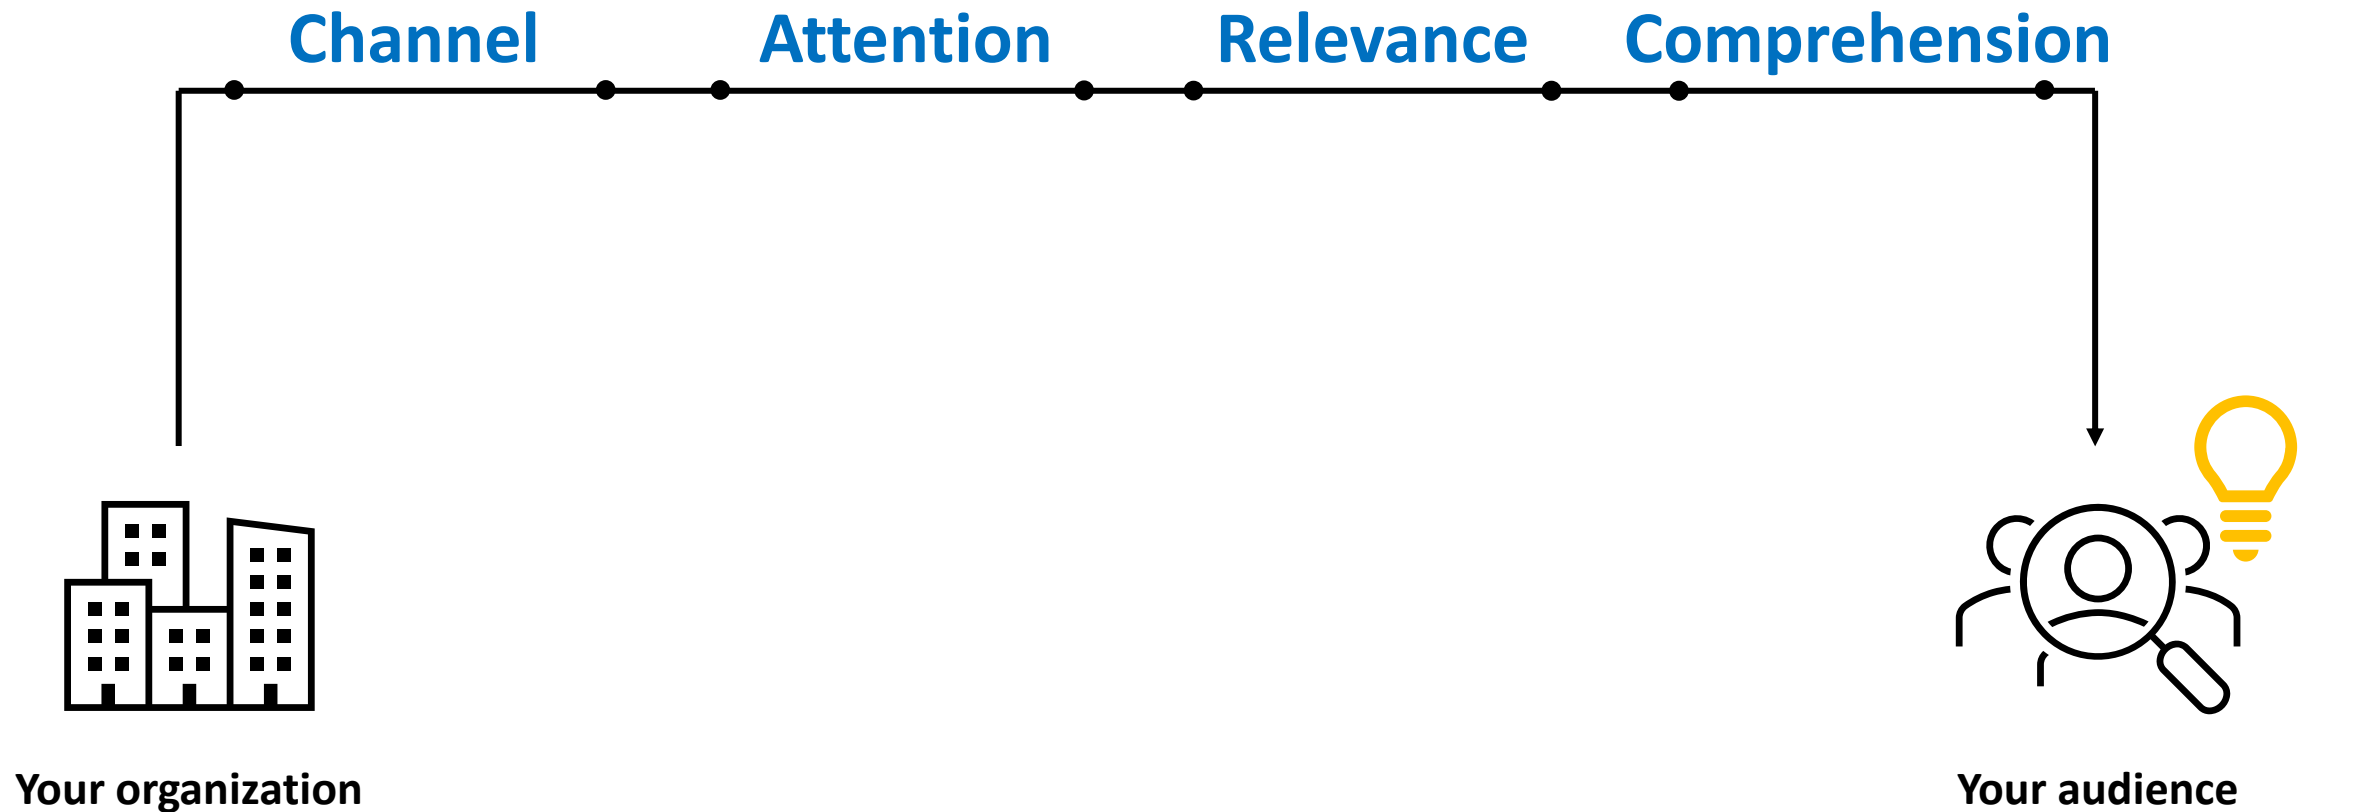 Channel Attention Relevance Comprehension
Your organization
Your audience